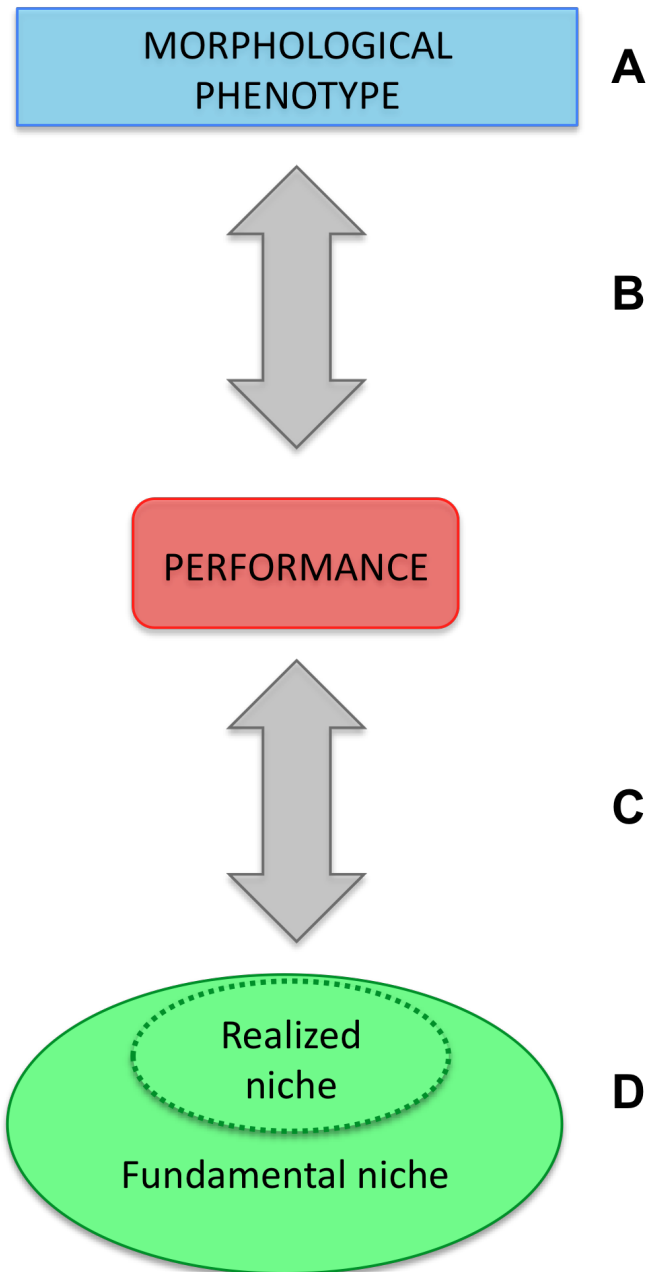 MORPHOLOGICAL
PHENOTYPE
A
B
PERFORMANCE
C
Realized
niche
D
Fundamental niche